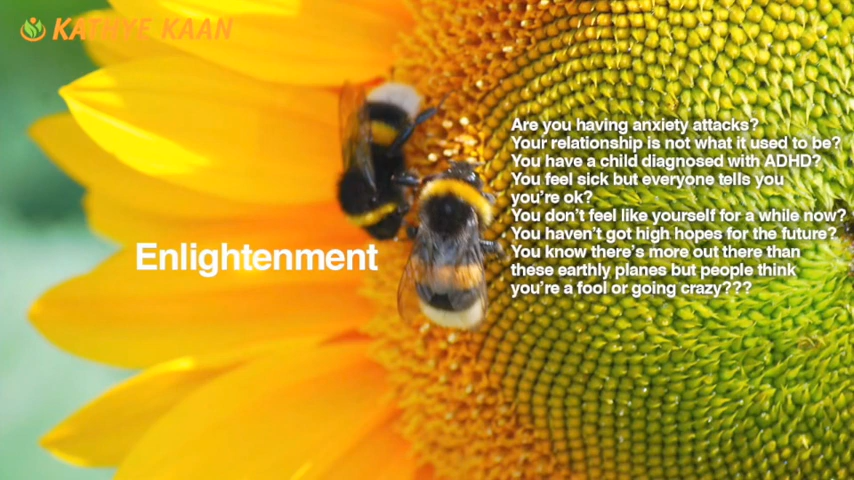 KATHYE KAAN
Are you having anxiety attacks?
Your relationship is not what it used to be?
You have a child diagnosed with ADHD?
You feel sick but everyone tells you
you're ok?
You don't feel like yourself for a while now?
You haven't got high hopes for the future?
You know there's more out there than
these earthly planes but people think
you're a fool or going crazy???
Enlightenment